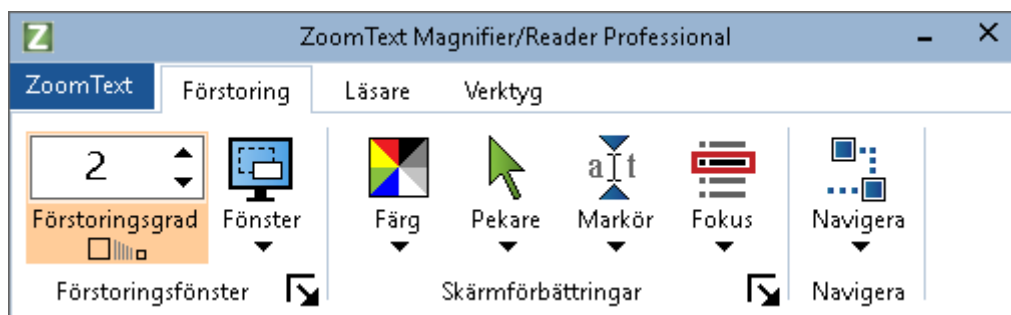 Z ZoomText Magnifier/Reader Professional
ZoomText Förstoring Läsare Verktyg
2
aIt
Förstoringsgrad Fönster Färg Pekare Markör Fokus Navigera
Förstoringsfönster Skärmförbättringar Navigera